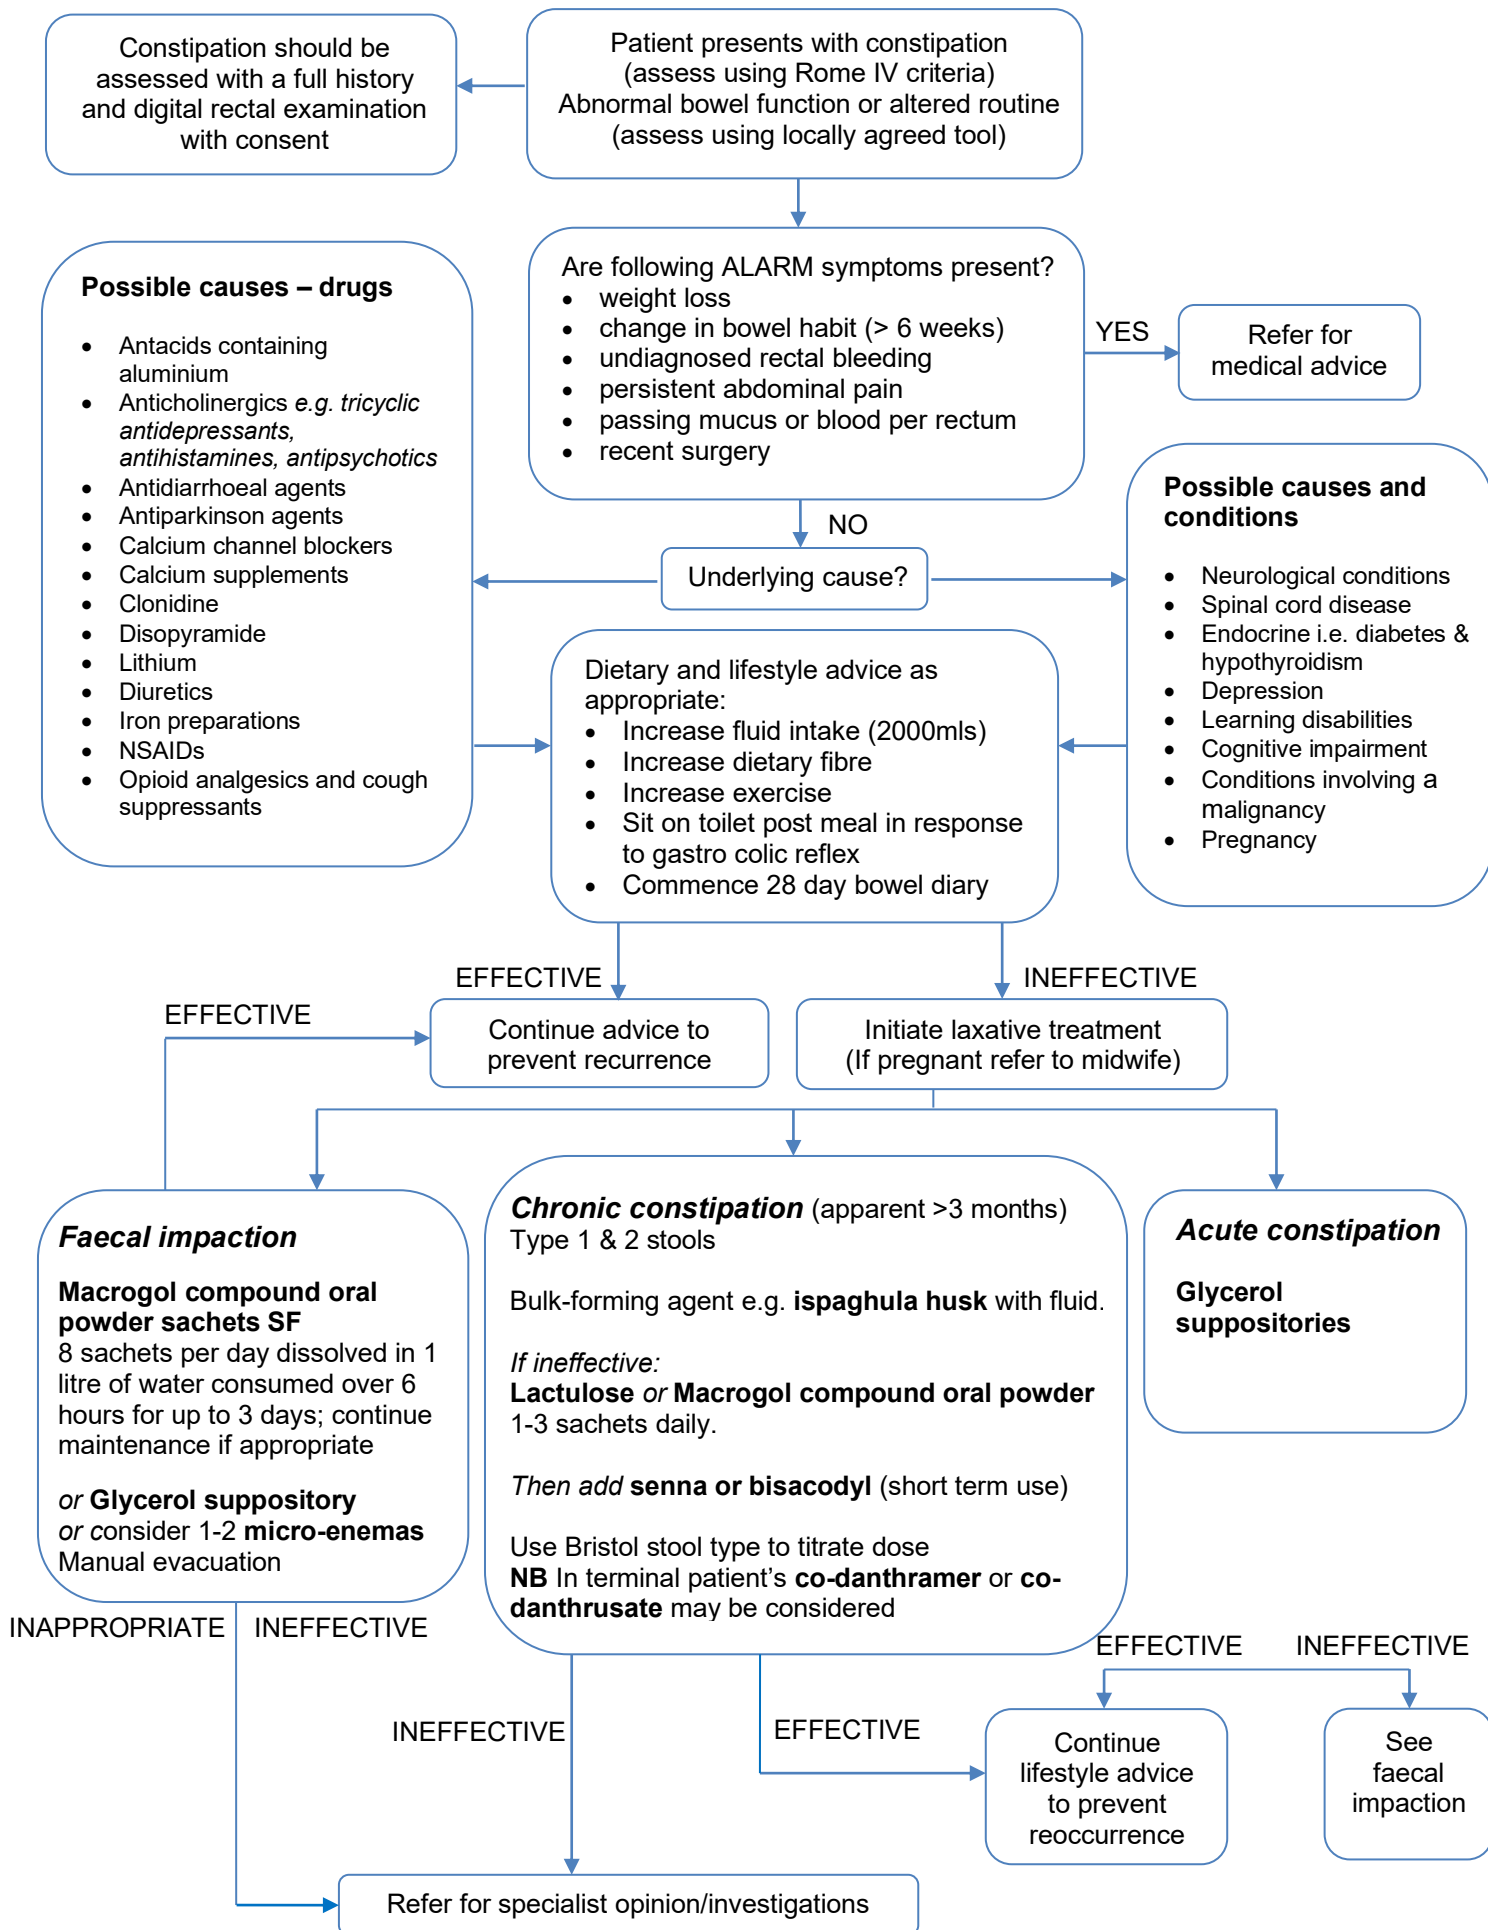 Constipation should be
assessed with a full history
and digital rectal examination
with consent
Patient presents with constipation
(assess using Rome IV criteria)
Abnormal bowel function or altered routine
(assess using locally agreed tool)
Are following ALARM symptoms present?
• weight loss
• change in bowel habit (> 6 weeks)
• undiagnosed rectal bleeding
• persistent abdominal pain
• passing mucus or blood per rectum
• recent surgery
YES
Refer for
medical advice
NO
Underlying cause?
Possible causes – drugs
• Antacids containing
aluminium
• Anticholinergics e.g. tricyclic
antidepressants,
antihistamines, antipsychotics
• Antidiarrhoeal agents
• Antiparkinson agents
• Calcium channel blockers
• Calcium supplements
• Clonidine
• Disopyramide
• Lithium
• Diuretics
• Iron preparations
• NSAIDs
• Opioid analgesics and cough
suppressants
Possible causes and
conditions
• Neurological conditions
• Spinal cord disease
• Endocrine i.e. diabetes &
hypothyroidism
• Depression
• Learning disabilities
• Cognitive impairment
• Conditions involving a
malignancy
• Pregnancy
Dietary and lifestyle advice as
appropriate:
• Increase fluid intake (2000mls)
• Increase dietary fibre
• Increase exercise
• Sit on toilet post meal in response
to gastro colic reflex
• Commence 28 day bowel diary
EFFECTIVE
INEFFECTIVE
EFFECTIVE
Continue advice to
prevent recurrence
Initiate laxative treatment
(If pregnant refer to midwife)
Faecal impaction
Macrogol compound oral
powder sachets SF
8 sachets per day dissolved in 1
litre of water consumed over 6
hours for up to 3 days; continue
maintenance if appropriate
or Glycerol suppository
or consider 1-2 micro-enemas
Manual evacuation
Chronic constipation (apparent >3 months)
Type 1 & 2 stools
Bulk-forming agent e.g. ispaghula husk with fluid.
If ineffective:
Lactulose or Macrogol compound oral powder
1-3 sachets daily.
Then add senna or bisacodyl (short term use)
Use Bristol stool type to titrate dose
NB In terminal patient's co-danthramer or co-
danthrusate may be considered
Acute constipation
Glycerol
suppositories
INAPPROPRIATE
INEFFECTIVE
INEFFECTIVE
EFFECTIVE
EFFECTIVE
INEFFECTIVE
Continue
lifestyle advice
to prevent
reoccurrence
See
faecal
impaction
Refer for specialist opinion/investigations